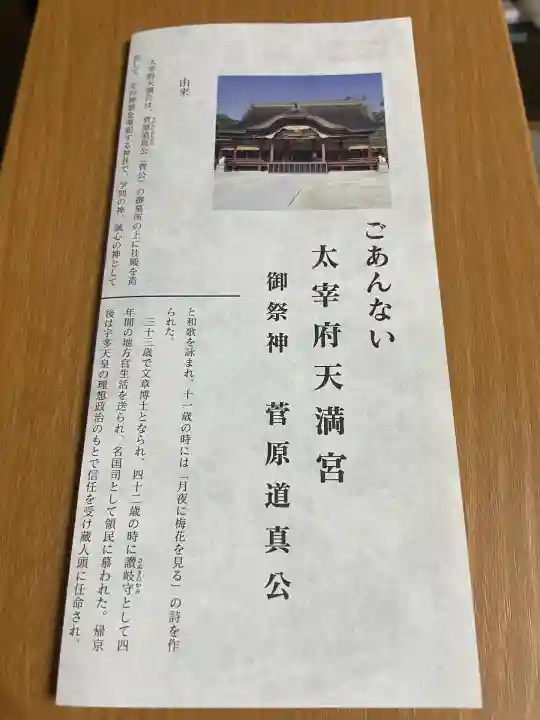 ごあんない
太宰府天満宮
御祭神 菅原道真公
由来
太宰府天満宮は、菅原道真公（菅公）の御墓所の上に社殿を造
営して、その神霊を奉祀する神社で、学問の神、誠心の神として
と和歌を詠まれ、十一歳の時には「月夜に梅花を見る」の詩を作
られた。
三十三歳で文章博士となられ、四十二歳の時に讃岐守として四
年間の地方官生活を送られ、名国司として領民に慕われた。帰京
後は宇多天皇の理想政治のもとで信任を受け蔵人頭に任命され、